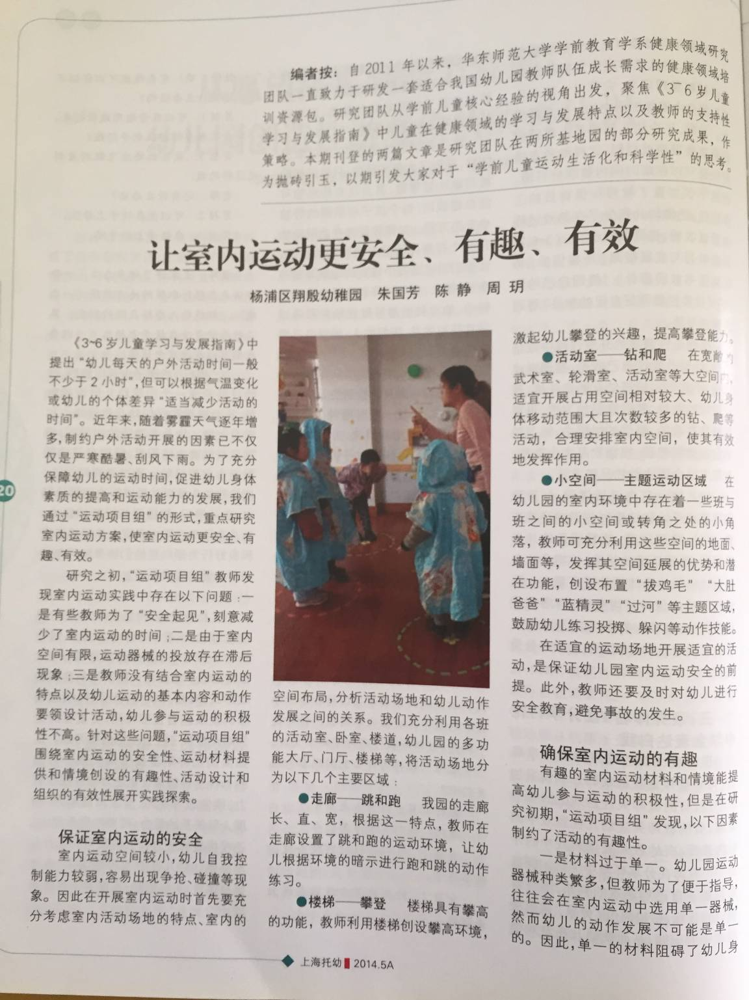 编者按：自2011年以来，华东师范大学学前教育学系健康领域研究
团队一直致力于研发一套适合我国幼儿园教师队伍成长需求的健康领域培
训资源包。研究团队从学前儿童核心经验的视角出发，聚焦《3~6岁儿童
学习与发展指南》中儿童在健康领域的学习与发展特点以及教师的支持性
策略。本期刊登的两篇文章是研究团队在两所基地园的部分研究成果，作
为抛砖引玉，以期引发大家对于“学前儿童运动生活化和科学性”的思考。
让室内运动更安全、有趣、有效
杨浦区翔殷幼稚园 朱国芳 陈静 周玥
《3~6岁儿童学习与发展指南》中
提出“幼儿每天的户外活动时间一般
不少于2小时”，但可以根据气温变化
或幼儿的个体差异“适当减少活动的
时间”。近年来，随着雾霾天气逐年增
多，制约户外活动开展的因素已不仅
仅是严寒酷暑、刮风下雨。为了充分
保障幼儿的运动时间，促进幼儿身体
素质的提高和运动能力的发展，我们
通过“运动项目组”的形式，重点研究
室内运动方案，使室内运动更安全、有
趣、有效。
研究之初，“运动项目组”教师发
现室内运动实践中存在以下问题：一
是有些教师为了“安全起见”，刻意减
少了室内运动的时间；二是由于室内
空间有限，运动器械的投放存在滞后
现象；三是教师没有结合室内运动的
特点以及幼儿运动的基本内容和动作
要领设计活动，幼儿参与运动的积极
性不高。针对这些问题，“运动项目组”
围绕室内运动的安全性、运动材料提
供和情境创设的有趣性、活动设计和
组织的有效性展开实践探索。
保证室内运动的安全
室内运动空间较小，幼儿自我控
制能力较弱，容易出现争抢、碰撞等现
象。因此在开展室内运动时首先要充
分考虑室内活动场地的特点、室内的
空间布局，分析活动场地和幼儿动作
发展之间的关系。我们充分利用各班
的活动室、卧室、楼道，幼儿园的多功
能大厅、门厅、楼梯等，将活动场地分
为以下几个主要区域：
●走廊——跳和跑 我园的走廊
长、直、宽，根据这一特点，教师在
走廊设置了跳和跑的运动环境，让幼
儿根据环境的暗示进行跑和跳的动作
练习。
●楼梯——攀登 楼梯具有攀高
的功能，教师利用楼梯创设攀高环境，
激起幼儿攀登的兴趣，提高攀登能力。
●活动室——钻和爬 在宽敞的
武术室、轮滑室、活动室等大空间内，
适宜开展占用空间相对较大、幼儿身
体移动范围大且次数较多的钻、爬等
活动，合理安排室内空间，使其有效
地发挥作用。
●小空间——主题运动区域 在
幼儿园的室内环境中存在着一些班与
班之间的小空间或转角之处的小角
落，教师可充分利用这些空间的地面、
墙面等，发挥其空间延展的优势和潜
在功能，创设布置“拔鸡毛”“大肚
爸爸”“蓝精灵”“过河”等主题区域，
鼓励幼儿练习投掷、躲闪等动作技能。
在适宜的运动场地开展适宜的活
动，是保证幼儿园室内运动安全的前
提。此外，教师还要及时对幼儿进行
安全教育，避免事故的发生。
确保室内运动的有趣
有趣的室内运动材料和情境能提
高幼儿参与运动的积极性，但是在研
究初期，“运动项目组”发现，以下因素
制约了活动的有趣性。
一是材料过于单一。幼儿园运动
器械种类繁多，但教师为了便于指导，
往往会在室内运动中选用单一器械，
然而幼儿的动作发展不可能是单一
的。因此，单一的材料阻碍了幼儿身
20
上海托幼 2014.5A